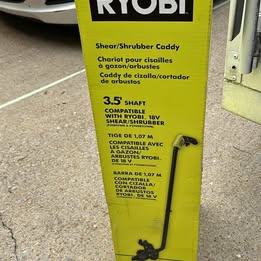 RYOBI
Shear/Shrubber Caddy
Chariot pour cisailles
à gazon/arbustes
Caddy de cizalla/cortador
de arbustos
3.5' SHAFT
COMPATIBLE
WITH RYOBI, 18V
SHEAR/SHRUBBER
TIGE DE 1,07 M
COMPATIBLE AVEC
LES CISAILLES
À GAZON/
ARBUSTES RYOBI,
DE 18 V
BARRA DE 1,07 M
COMPATIBLE
CON CIZALLA/
CORTADOR
DE ARBUSTOS
RYOBI, DE 18 V